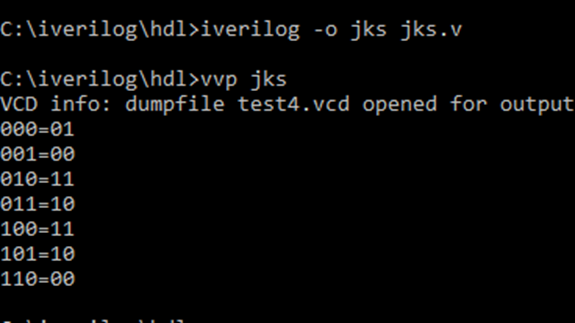 C:\iverilog\hdl>iverilog -o jks jks.v
C:\iverilog\hdl>vvp jks
VCD info: dumpfile test4.vcd opened for output
000=01
001=00
010=11
011=10
100=11
101=10
110=00